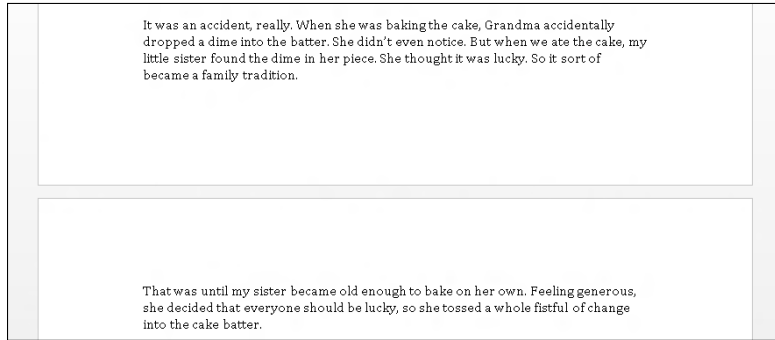 It was an accident, really. When she was baking the cake, Grandma accidentally
dropped a dime into the batter. She didn’t even notice. But when we ate the cake, my
little sister found the dime in her piece. She thought it was lucky. So it sort of
became a family tradition.
That was until my sister became old enough to bake on her own. Feeling generous,
she decided that everyone should be lucky, so she tossed a whole fistful of change
into the cake batter.